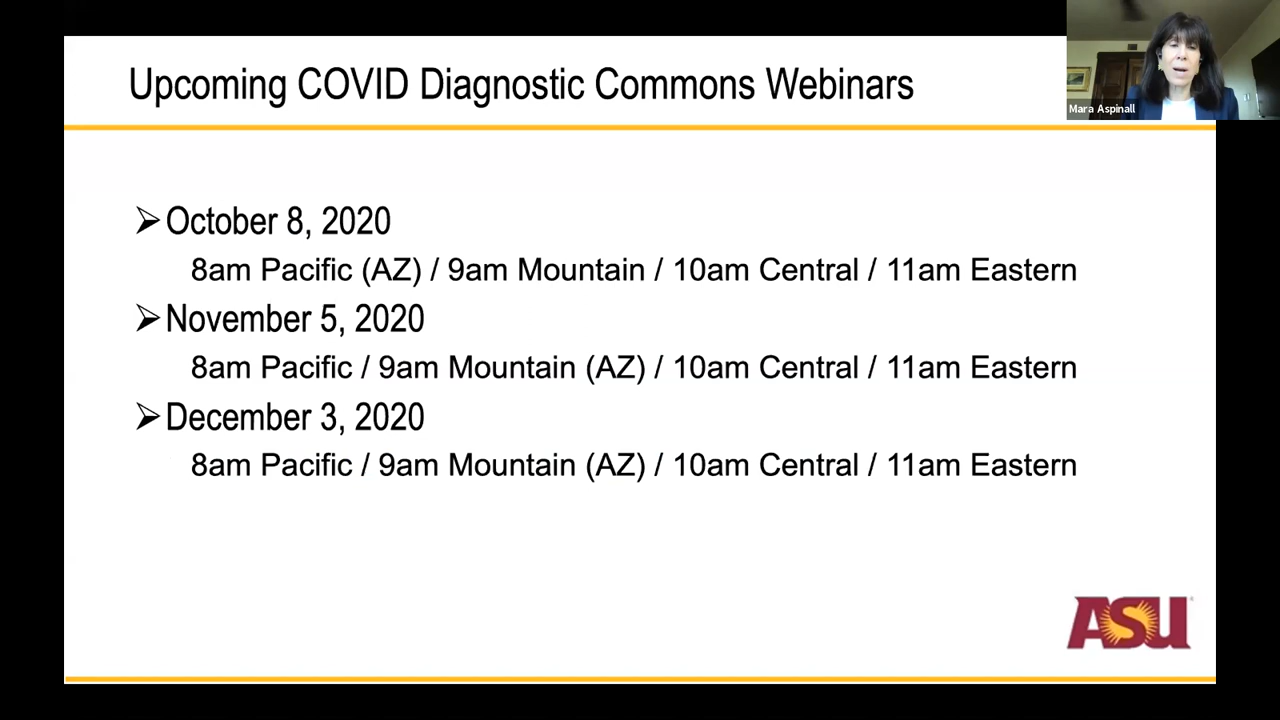 Upcoming COVID Diagnostic Commons Webinars
Mara Aspinall
➢October 8, 2020
8am Pacific (AZ) / 9am Mountain / 10am Central / 11am Eastern
➢November 5, 2020
8am Pacific / 9am Mountain (AZ) / 10am Central / 11am Eastern
➢December 3, 2020
8am Pacific / 9am Mountain (AZ) / 10am Central / 11am Eastern
ASU